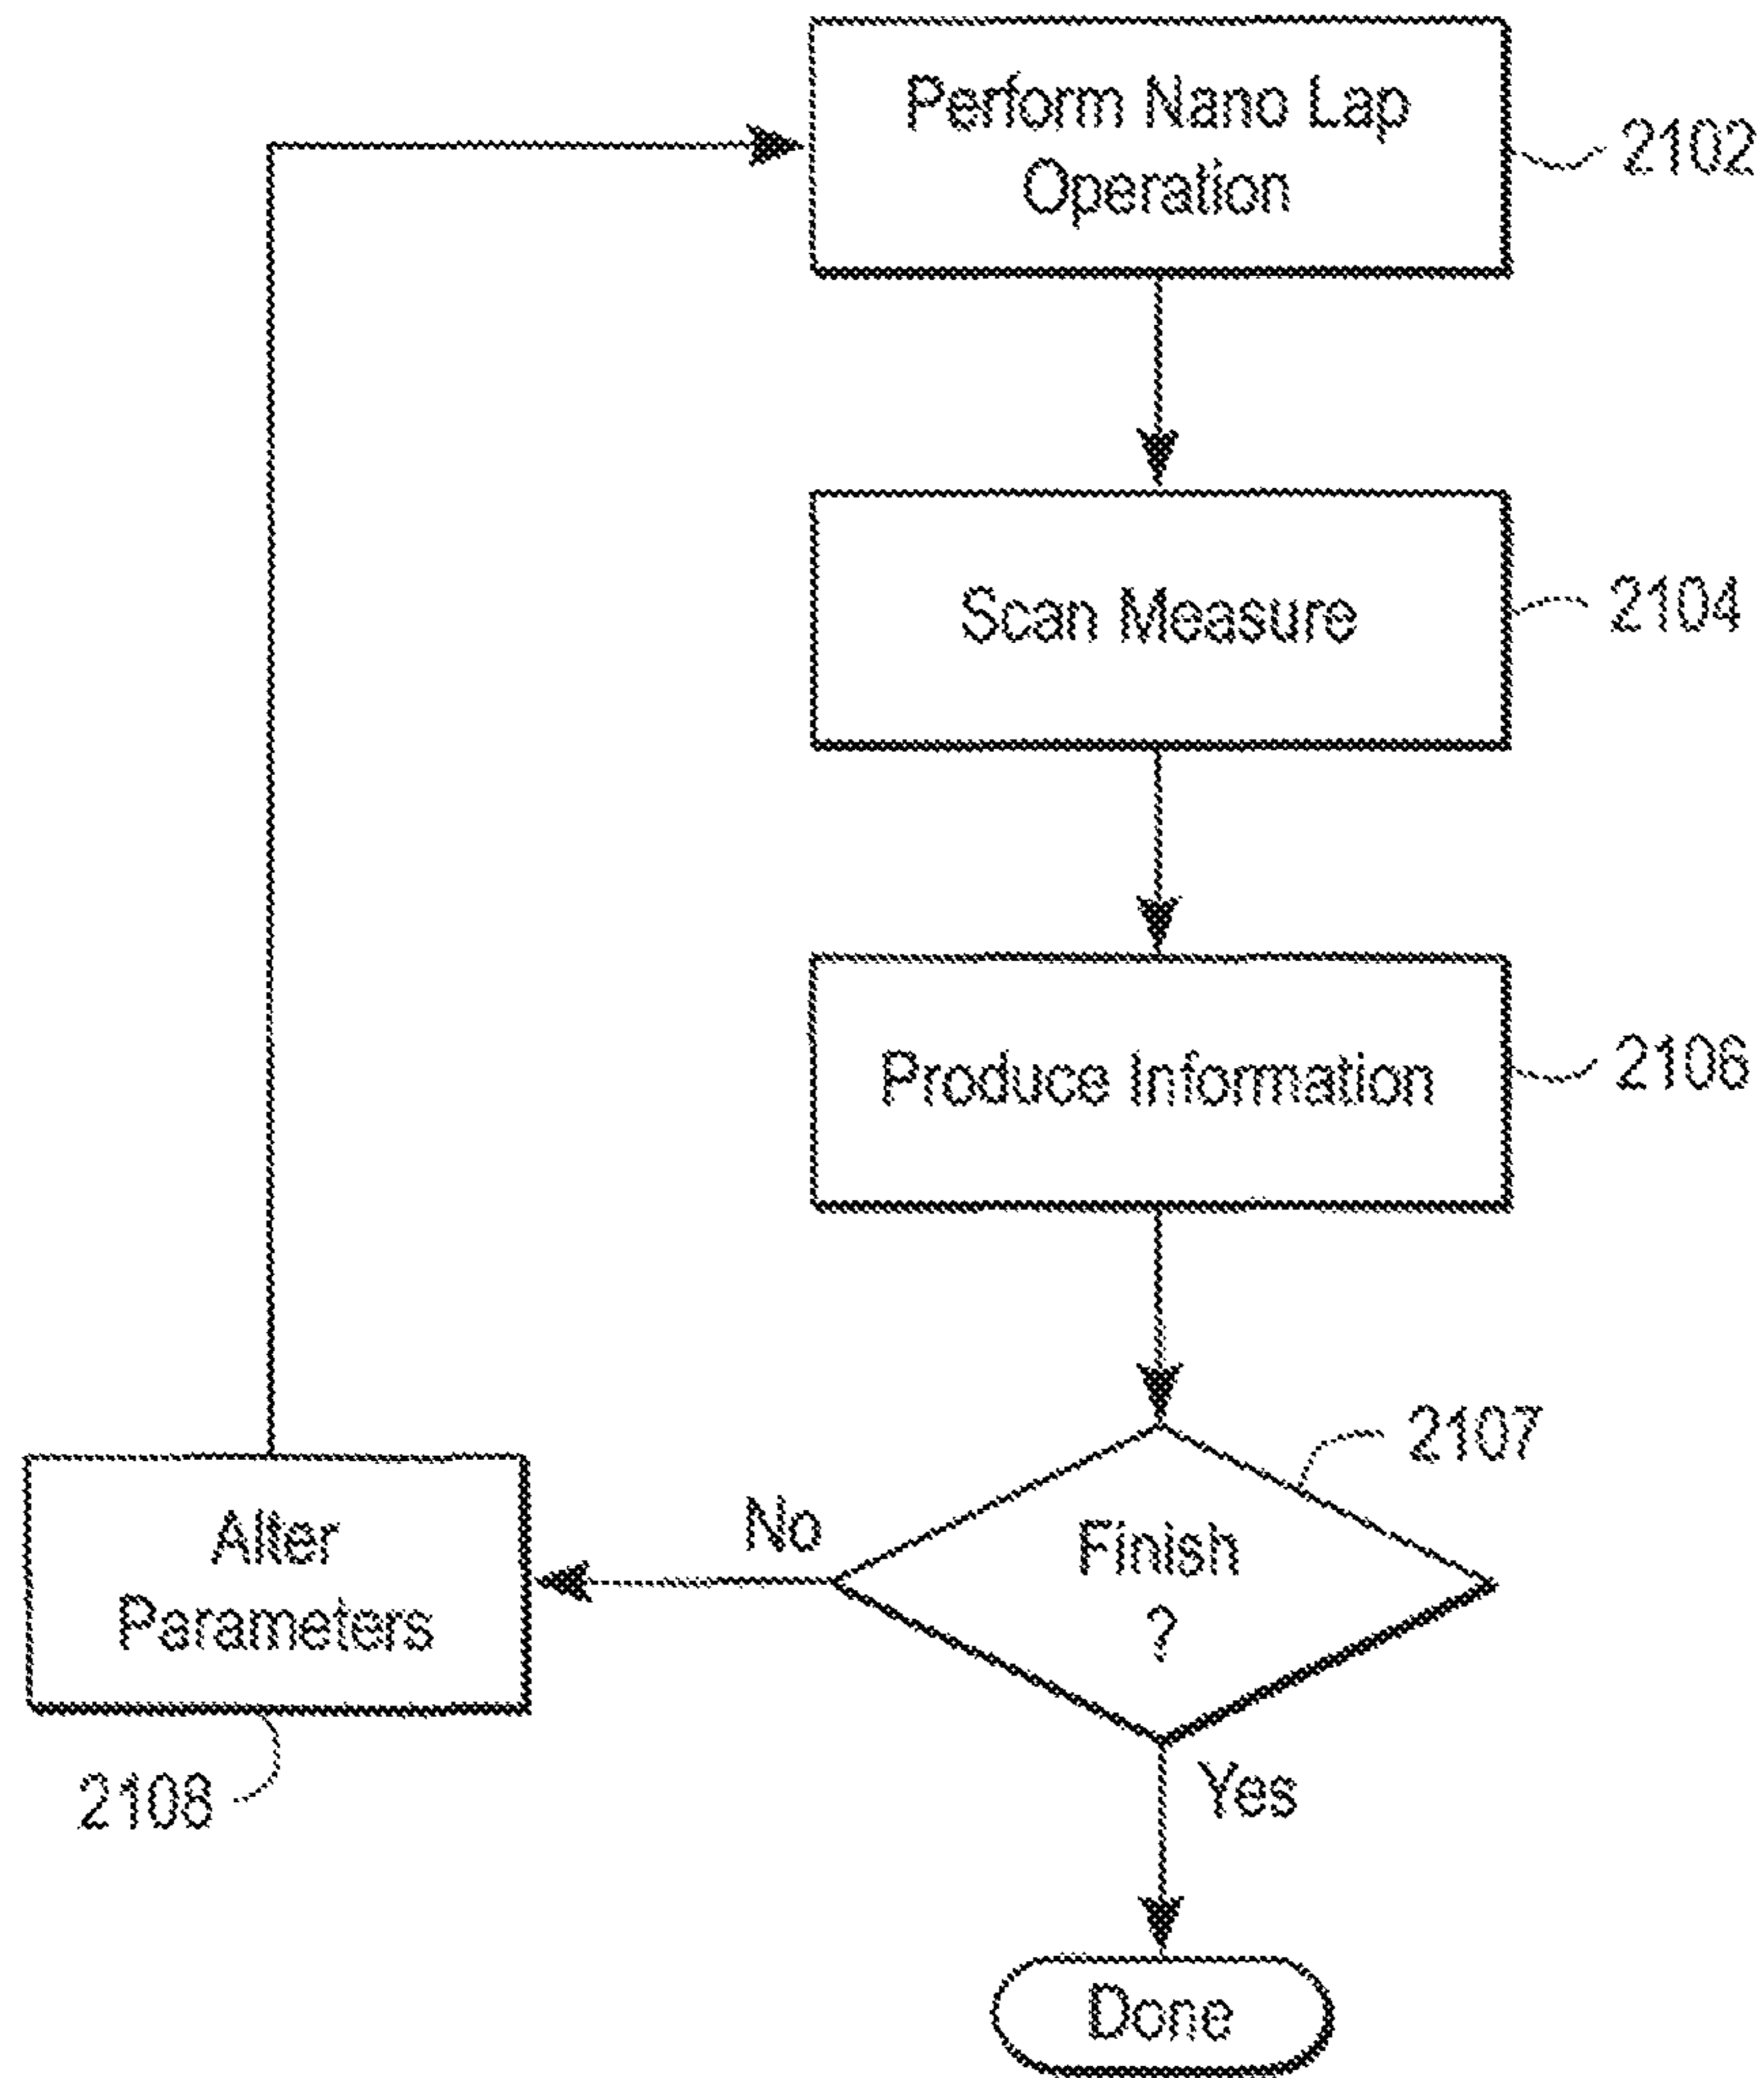 Perform Nano Lap
Operation
2102
Scan Measure
2104
Produce Information
2106
2107
Finish
?
No
Alter
Parameters
2108
Yes
Done